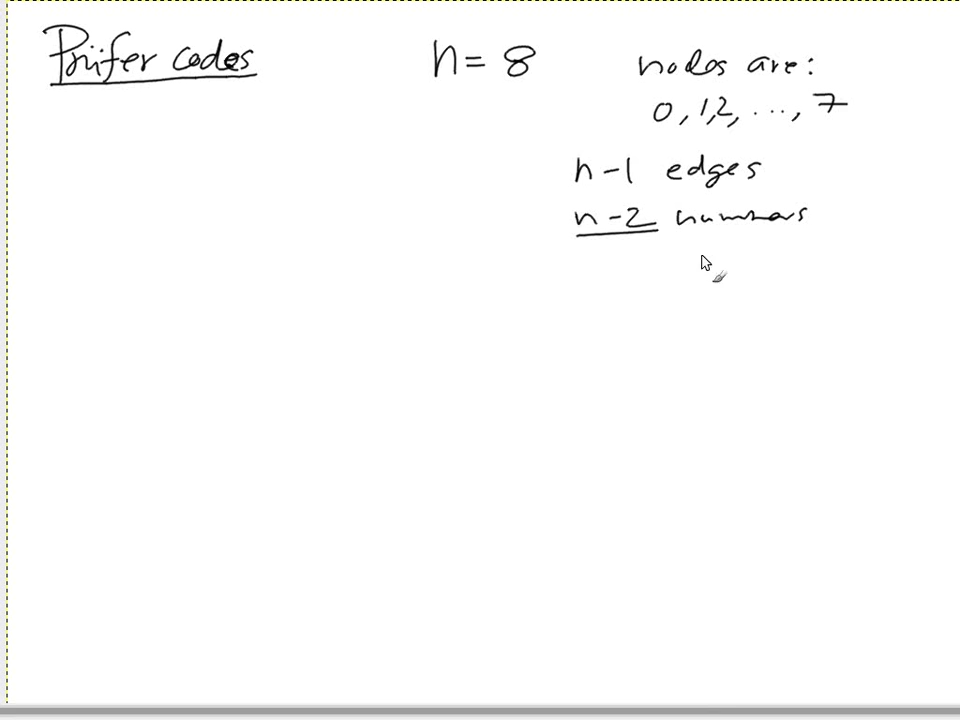 Prüfer codes
n = 8
nodes are:
0, 1, 2, ..., 7
n-1 edges
n-2 numbers